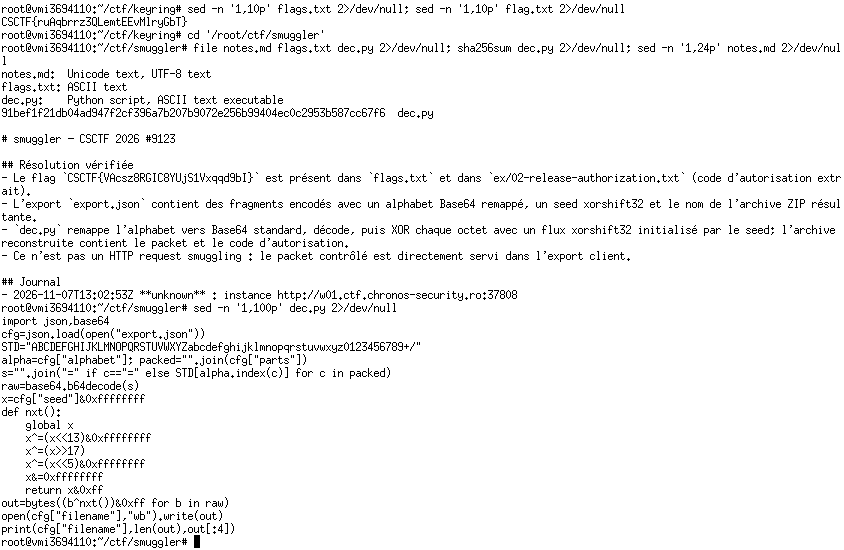 root@vmi3694110:~/ctf/keyring# sed -n '1,10p' flags.txt 2>/dev/null; sed -n '1,10p' flag.txt 2>/dev/null
CSCTF{ruAqbrrz3QLemtEEvMlryGbT}
root@vmi3694110:~/ctf/keyring# cd '/root/ctf/smuggler'
root@vmi3694110:~/ctf/smuggler# file notes.md flags.txt dec.py 2>/dev/null; sha256sum dec.py 2>/dev/null; sed -n '1,24p' notes.md 2>/dev/nul
l
notes.md:  Unicode text, UTF-8 text
flags.txt: ASCII text
dec.py:    Python script, ASCII text executable
91bef1f21db04ad947f2cf396a7b207b9072e256b99404ec0c2953b587cc67f6  dec.py

# smuggler — CSCTF 2026 #9123

## Résolution vérifiée
- Le flag `CSCTF{VAcsz8RGIC8YUjS1Vxqqd9bI}` est présent dans `flags.txt` et dans `ex/02-release-authorization.txt` (code d’autorisation extr
ait).
- L’export `export.json` contient des fragments encodés avec un alphabet Base64 remappé, un seed xorshift32 et le nom de l’archive ZIP résul
tante.
- `dec.py` remappe l’alphabet vers Base64 standard, décode, puis XOR chaque octet avec un flux xorshift32 initialisé par le seed; l’archive
reconstruite contient le packet et le code d’autorisation.
- Ce n’est pas un HTTP request smuggling : le packet contrôlé est directement servi dans l’export client.

## Journal
- 2026-11-07T13:02:53Z **unknown** : instance http://w01.ctf.chronos-security.ro:37808
root@vmi3694110:~/ctf/smuggler# sed -n '1,100p' dec.py 2>/dev/null
import json,base64
cfg=json.load(open("export.json"))
STD="ABCDEFGHIJKLMNOPQRSTUVWXYZabcdefghijklmnopqrstuvwxyz0123456789+/"
alpha=cfg["alphabet"]; packed="".join(cfg["parts"])
s="".join("=" if c=="=" else STD[alpha.index(c)] for c in packed)
raw=base64.b64decode(s)
x=cfg["seed"]&0xffffffff
def nxt():
    global x
    x^=(x<<13)&0xffffffff
    x^=(x>>17)
    x^=(x<<5)&0xffffffff
    x&=0xffffffff
    return x&0xff
out=bytes((b^nxt())&0xff for b in raw)
open(cfg["filename"],"wb").write(out)
print(cfg["filename"],len(out),out[:4])
root@vmi3694110:~/ctf/smuggler#